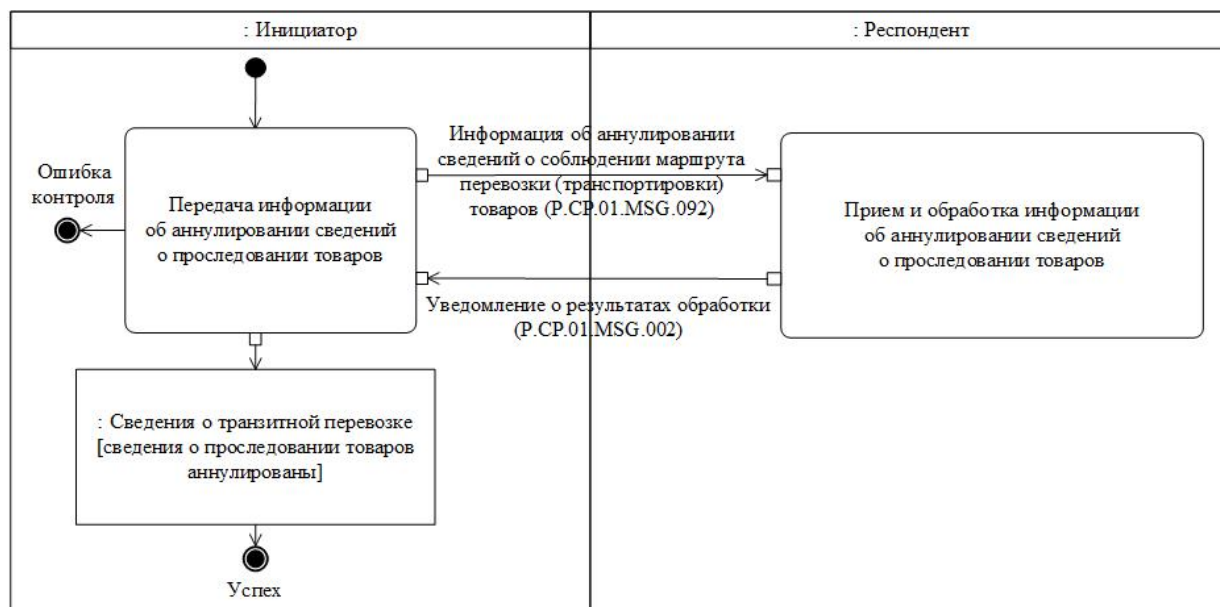 : Инициатор
: Респондент
Ошибка
контроля
Передача информации
об аннулировании сведений
о проследовании товаров
Информация об аннулировании
сведений о соблюдении маршрута
перевозки (транспортировки)
товаров (P.CP.01.MSG.092)
Прием и обработка информации
об аннулировании сведений
о проследовании товаров
Уведомление о результатах обработки
(P.CP.01.MSG.002)
: Сведения о транзитной перевозке
[сведения о проследовании товаров
аннулированы]
Успех